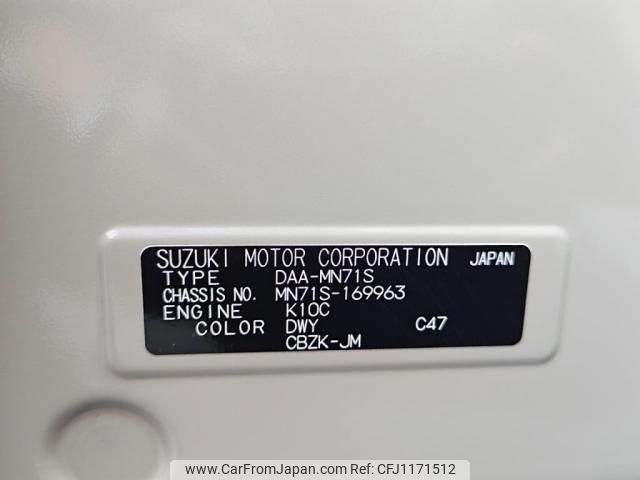 SUZUKI MOTOR CORPORATION JAPAN
TYPE DAA-MN71S
CHASSIS NO. MN71S-169963
ENGINE K10C
COLOR DWY C47
CBZK-JM
www.CarFromJapan.com CFJ1171512